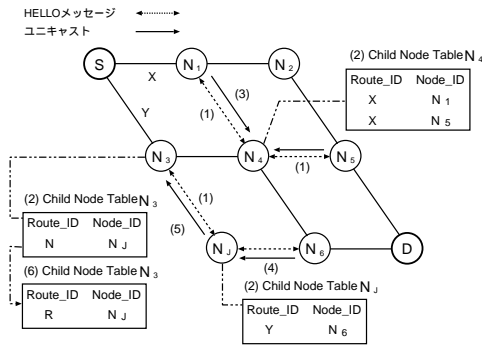 HELLOメッセージ
ユニキャスト
S
N1
N2
X
Y
(3)
(1)
(2) Child Node Table N4
Route_ID Node_ID
X N1
X N5
N3
N4
N5
(1)
(1)
(5)
(2) Child Node Table N3
Route_ID Node_ID
N NJ
NJ
N6
D
(4)
(6) Child Node Table N3
Route_ID Node_ID
R NJ
(2) Child Node Table NJ
Route_ID Node_ID
Y N6